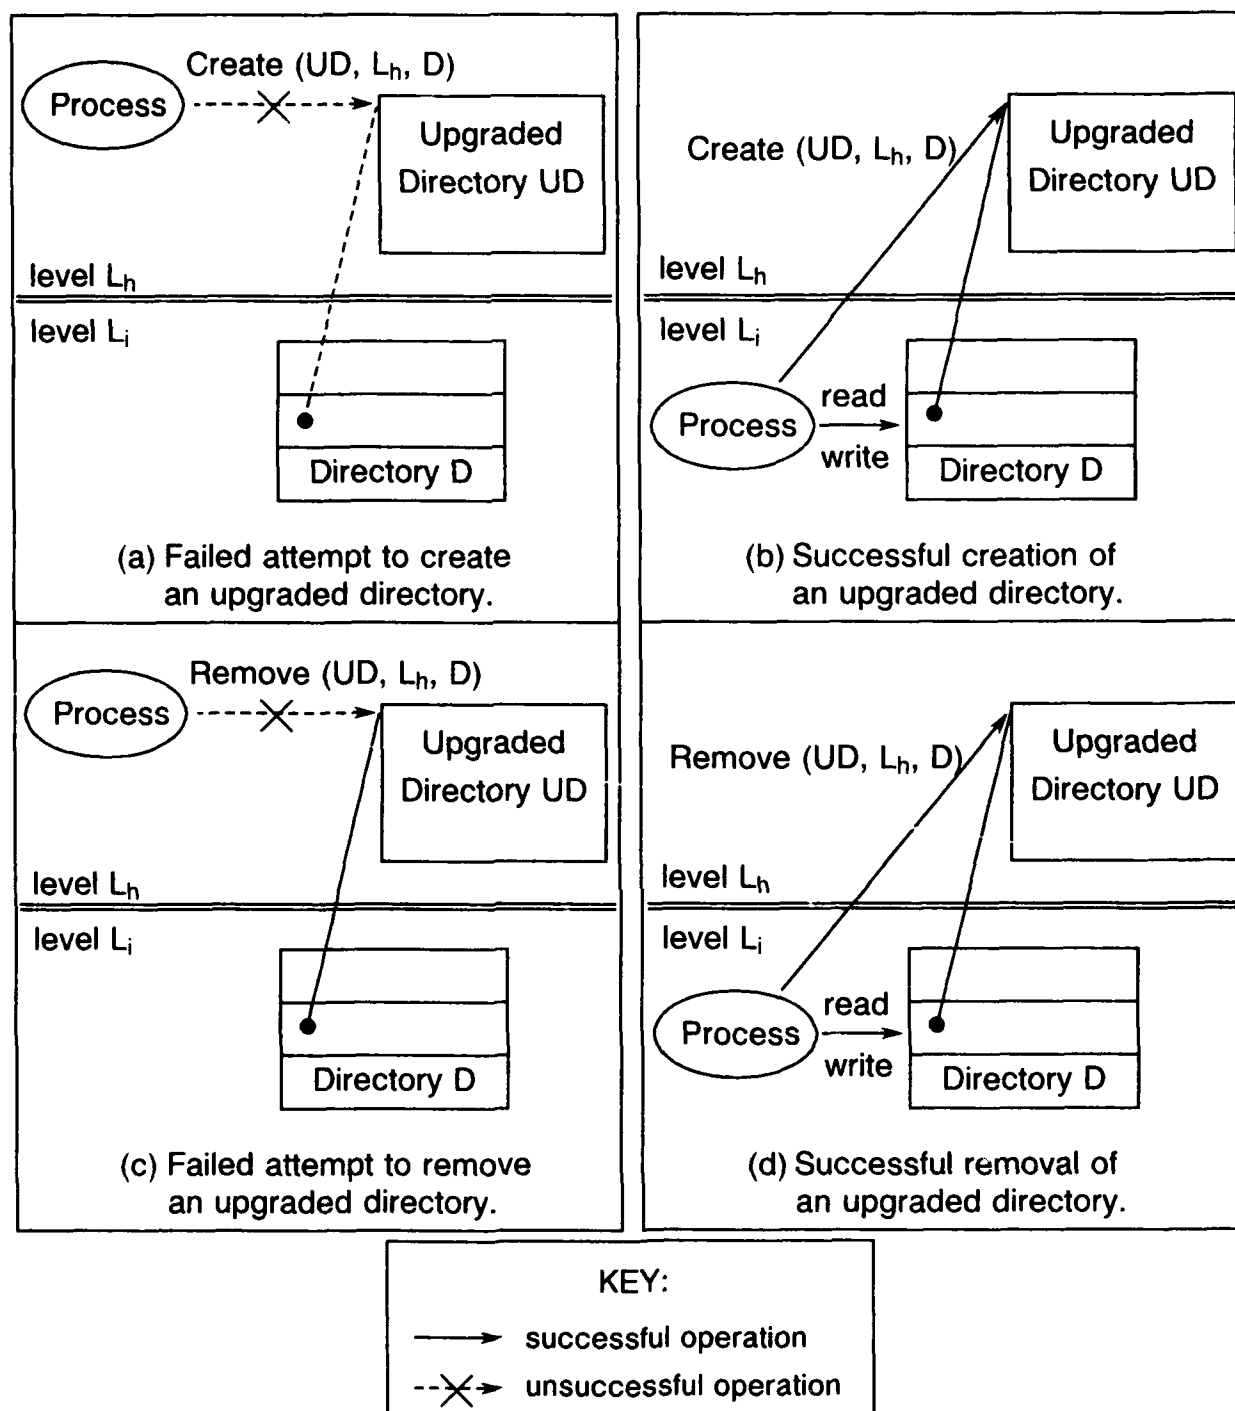 Create (UD, Lh, D)
Process
Upgraded
Directory UD
level Lh
level Li
Directory D
(a) Failed attempt to create
an upgraded directory.
Create (UD, Lh, D)
Upgraded
Directory UD
level Lh
level Li
Process
read
write
Directory D
(b) Successful creation of
an upgraded directory.
Remove (UD, Lh, D)
Process
Upgraded
Directory UD
level Lh
level Li
Directory D
(c) Failed attempt to remove
an upgraded directory.
Remove (UD, Lh, D)
Upgraded
Directory UD
level Lh
level Li
Process
read
write
Directory D
(d) Successful removal of
an upgraded directory.
KEY:
successful operation
unsuccessful operation